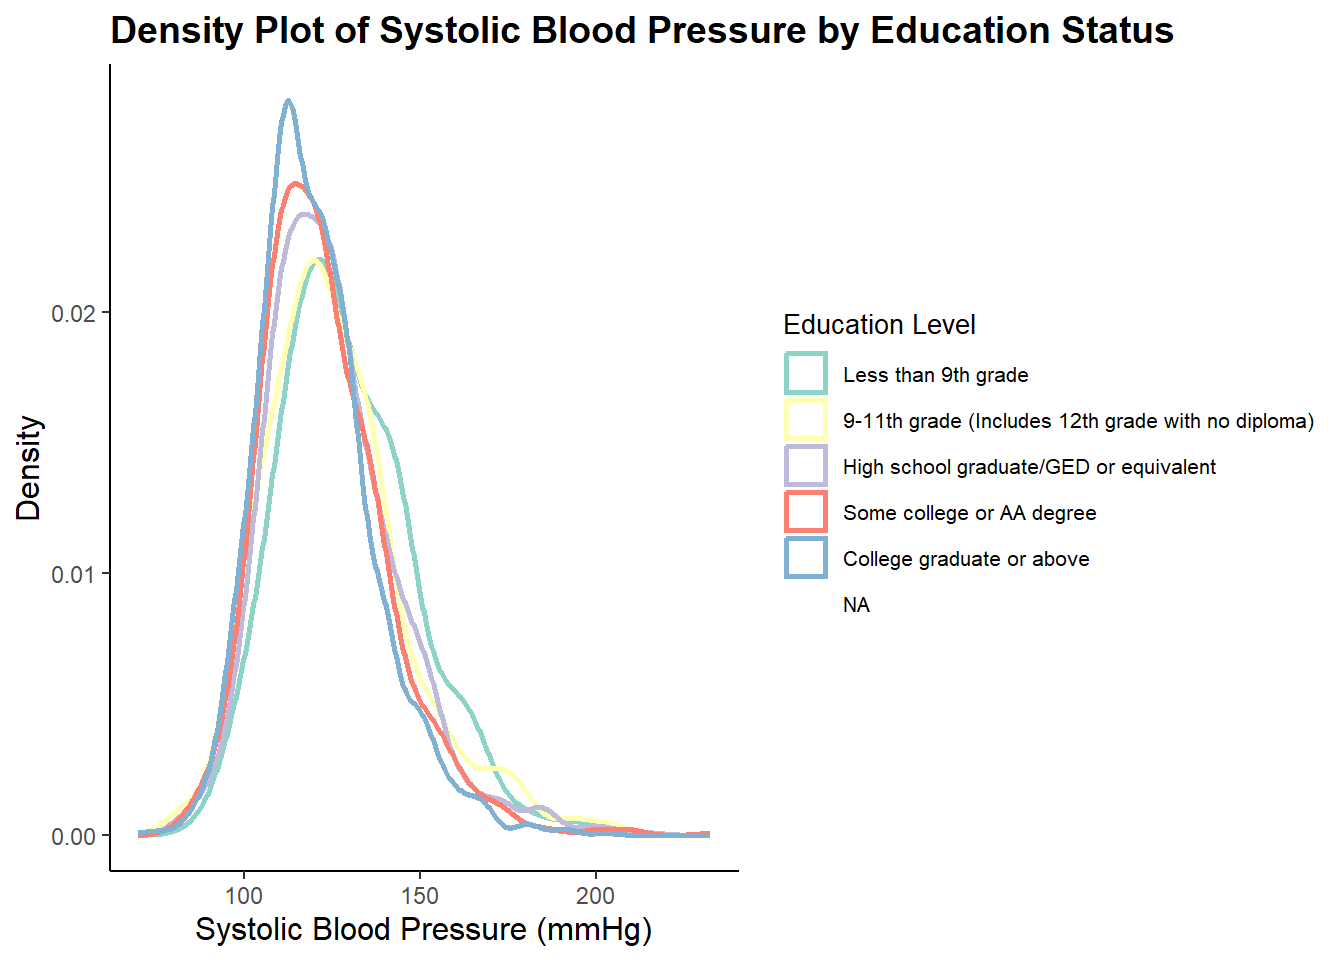 Density Plot of Systolic Blood Pressure by Education Status
Density
0.02
0.01
0.00
100 150 200
Systolic Blood Pressure (mmHg)
Education Level
Less than 9th grade
9-11th grade (Includes 12th grade with no diploma)
High school graduate/GED or equivalent
Some college or AA degree
College graduate or above
NA